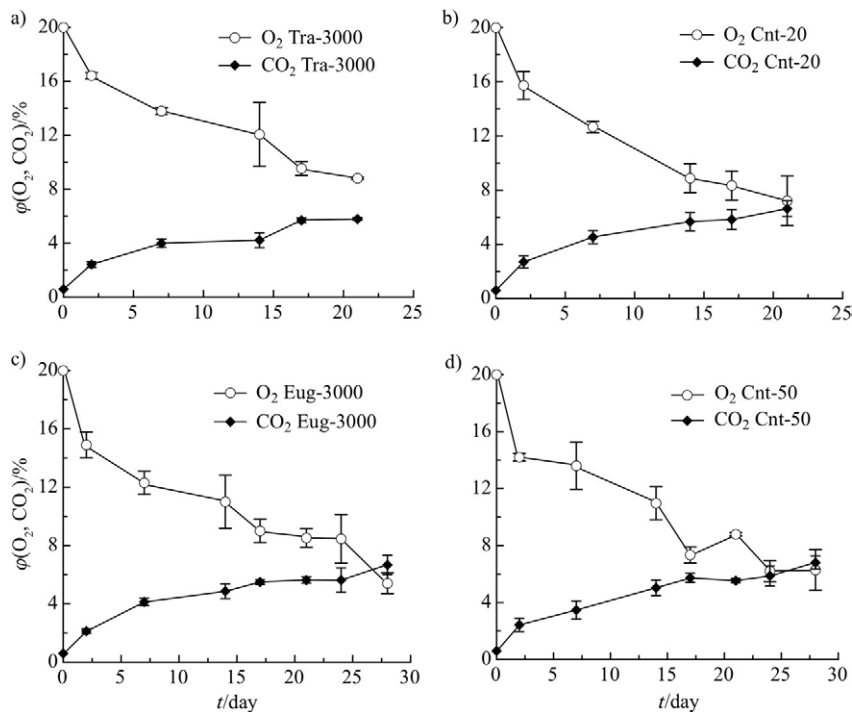 a)
O₂ Tra-3000
CO₂ Tra-3000
φ(O₂, CO₂)/%
20
16
12
8
4
0
0 5 10 15 20 25
b)
O₂ Cnt-20
CO₂ Cnt-20
20
16
12
8
4
0
0 5 10 15 20 25
c)
O₂ Eug-3000
CO₂ Eug-3000
φ(O₂, CO₂)/%
20
16
12
8
4
0
0 5 10 15 20 25 30
t/day
d)
O₂ Cnt-50
CO₂ Cnt-50
20
16
12
8
4
0
0 5 10 15 20 25 30
t/day